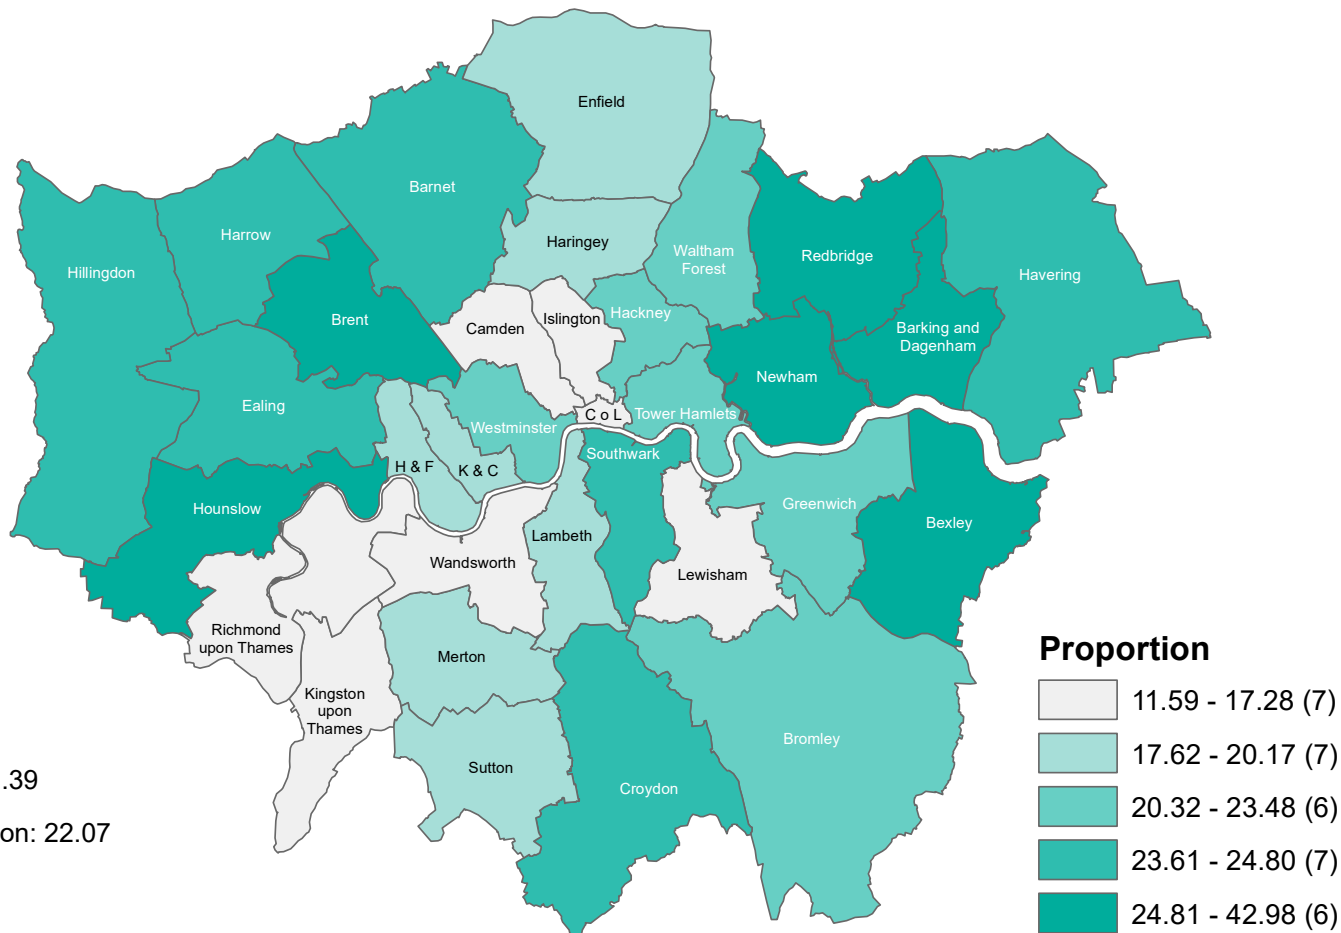 Enfield
Barnet
Harrow
Haringey
Waltham
Forest
Redbridge
Hillingdon
Havering
Brent
Camden
Islington
Hackney
Barking and
Dagenham
Newham
Ealing
Westminster
C o L
Tower Hamlets
Southwark
H & F
K & C
Hounslow
Greenwich
Bexley
Lambeth
Wandsworth
Lewisham
Richmond
upon Thames
Merton
Kingston
upon
Thames
Sutton
Bromley
Croydon
.39
on: 22.07
Proportion
11.59 - 17.28 (7)
17.62 - 20.17 (7)
20.32 - 23.48 (6)
23.61 - 24.80 (7)
24.81 - 42.98 (6)